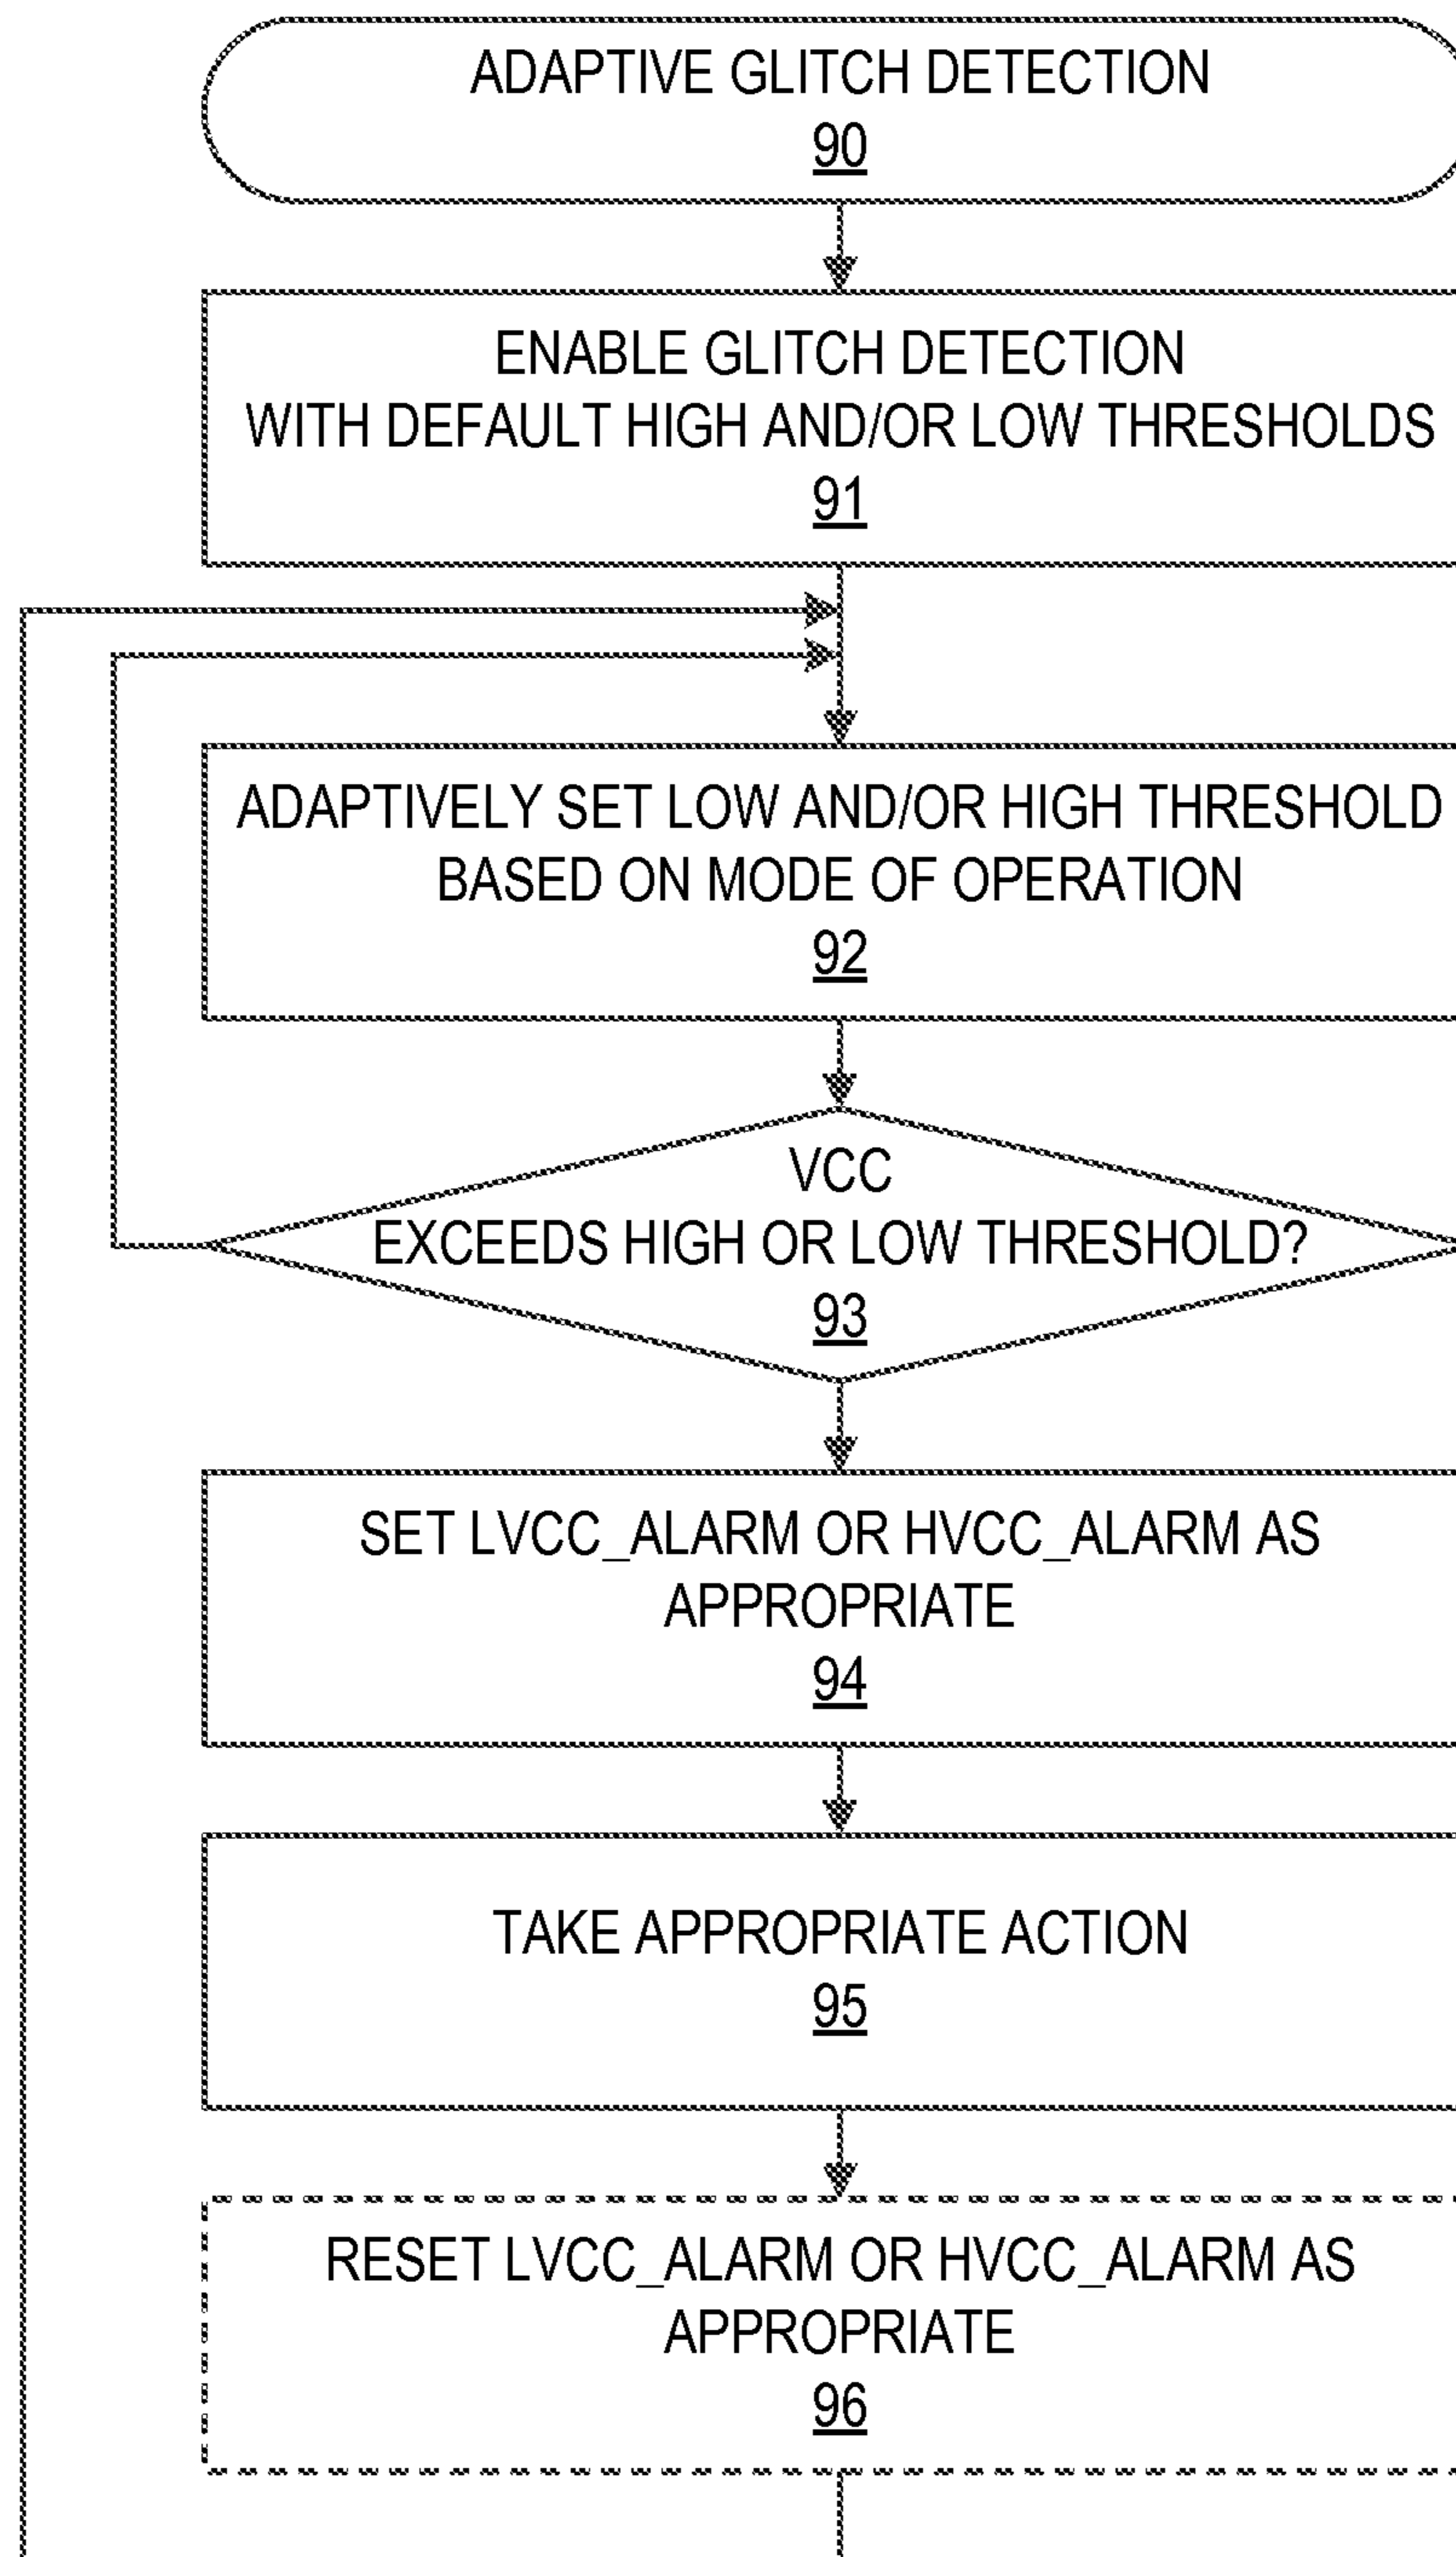 ADAPTIVE GLITCH DETECTION
90
ENABLE GLITCH DETECTION
WITH DEFAULT HIGH AND/OR LOW THRESHOLDS
91
ADAPTIVELY SET LOW AND/OR HIGH THRESHOLD
BASED ON MODE OF OPERATION
92
VCC
EXCEEDS HIGH OR LOW THRESHOLD?
93
SET LVCC_ALARM OR HVCC_ALARM AS
APPROPRIATE
94
TAKE APPROPRIATE ACTION
95
RESET LVCC_ALARM OR HVCC_ALARM AS
APPROPRIATE
96